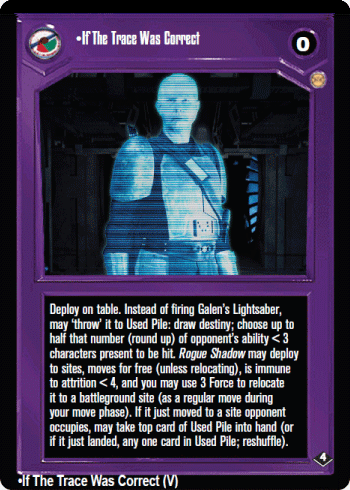 •If The Trace Was Correct
0
Deploy on table. Instead of firing Galen's Lightsaber,
may 'throw' it to Used Pile: draw destiny; choose up to
half that number (round up) of opponent's ability < 3
characters present to be hit. Rogue Shadow may deploy
to sites, moves for free (unless relocating), is immune
to attrition < 4, and you may use 3 Force to relocate
it to a battleground site (as a regular move during
your move phase). If it just moved to a site opponent
occupies, may take top card of Used Pile into hand (or
if it just landed, any one card in Used Pile; reshuffle).
4
•If The Trace Was Correct (V)